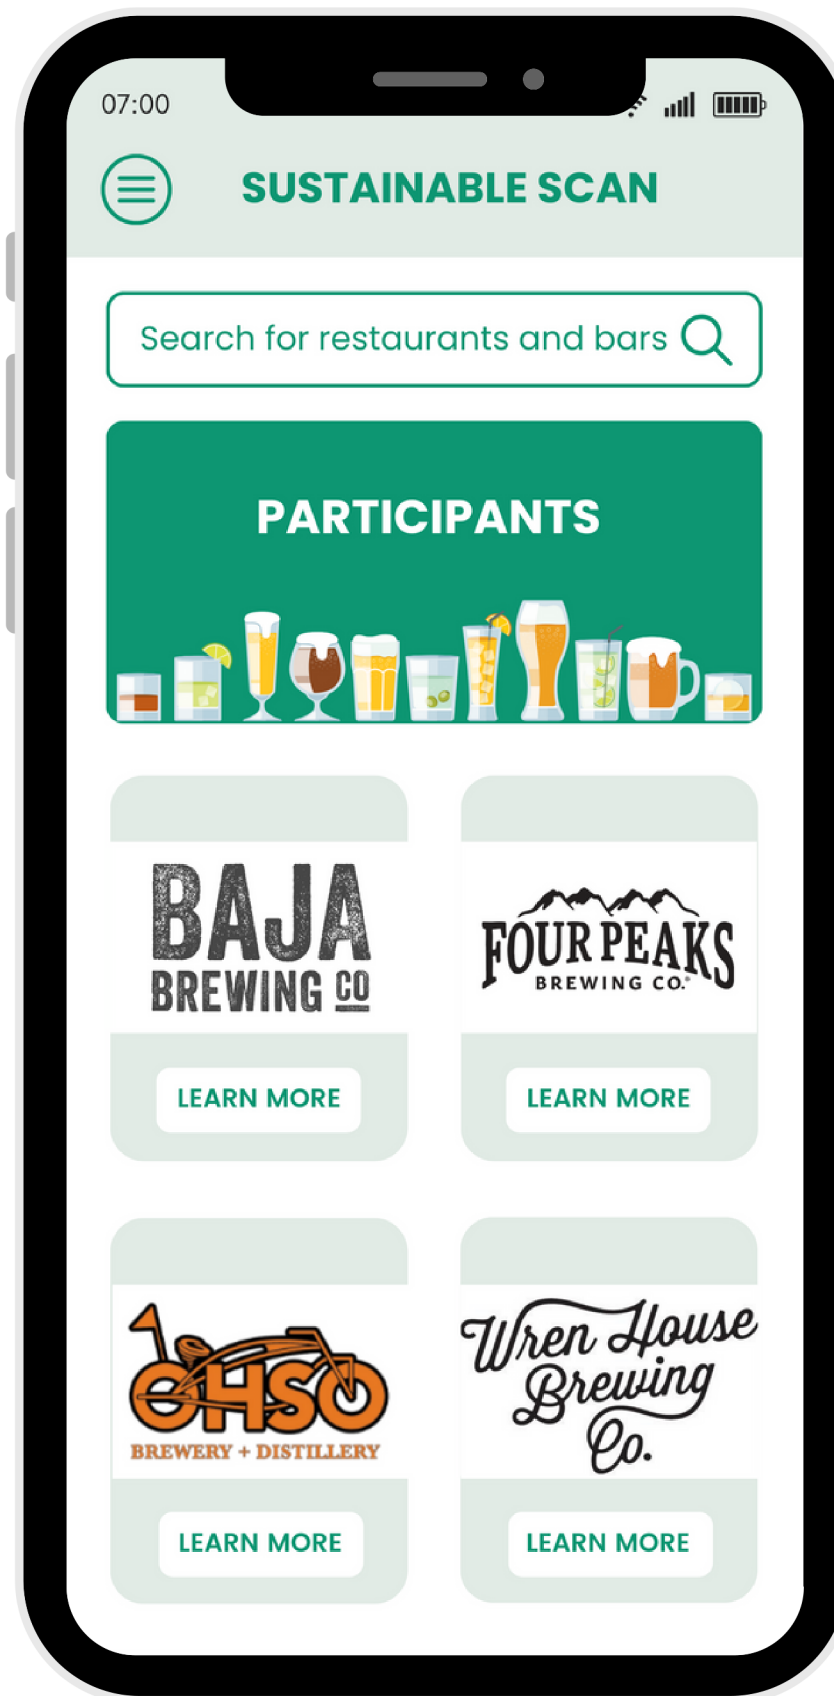 07:00
SUSTAINABLE SCAN
Search for restaurants and bars
PARTICIPANTS
BAJA
BREWING CO
LEARN MORE
FOUR PEAKS
BREWING CO.®
LEARN MORE
OHSO
BREWERY + DISTILLERY
LEARN MORE
Wren House
Brewing
Co.
LEARN MORE